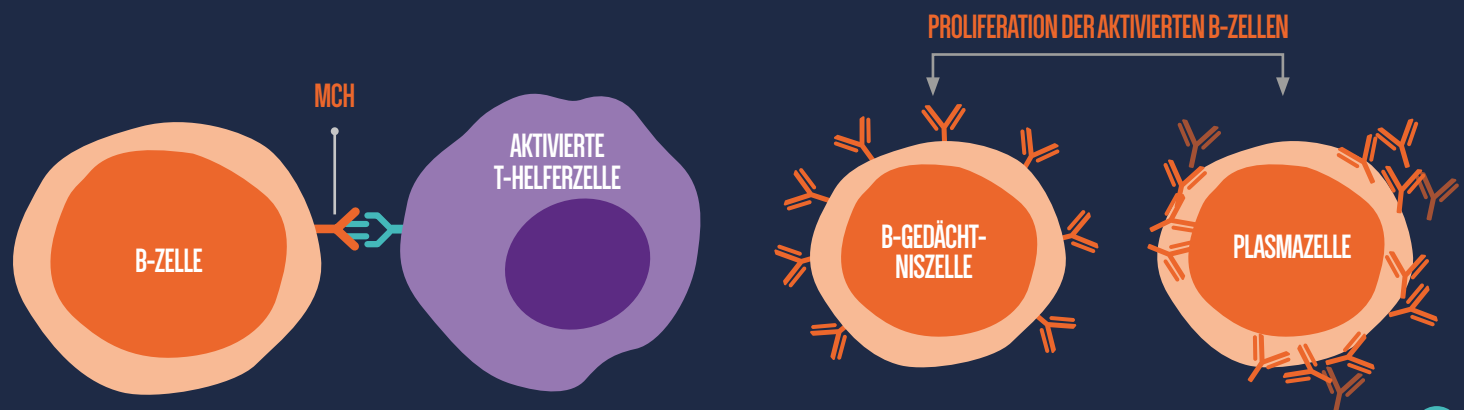 PROLIFERATION DER AKTIVIERTEN B-ZELLEN
MCH
AKTIVIERTE
T-HELFERZELLE
B-ZELLE
B-GEDÄCHT-
NISZELLE
PLASMAZELLE